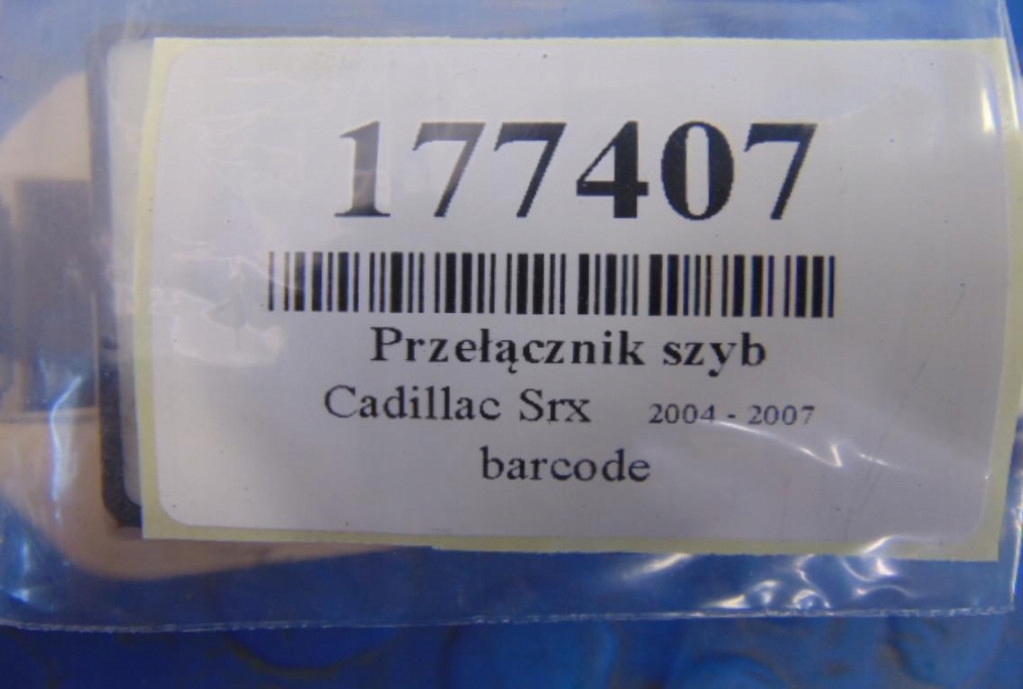 177407
Przełącznik szyb
Cadillac Srx 2004 - 2007
barcode